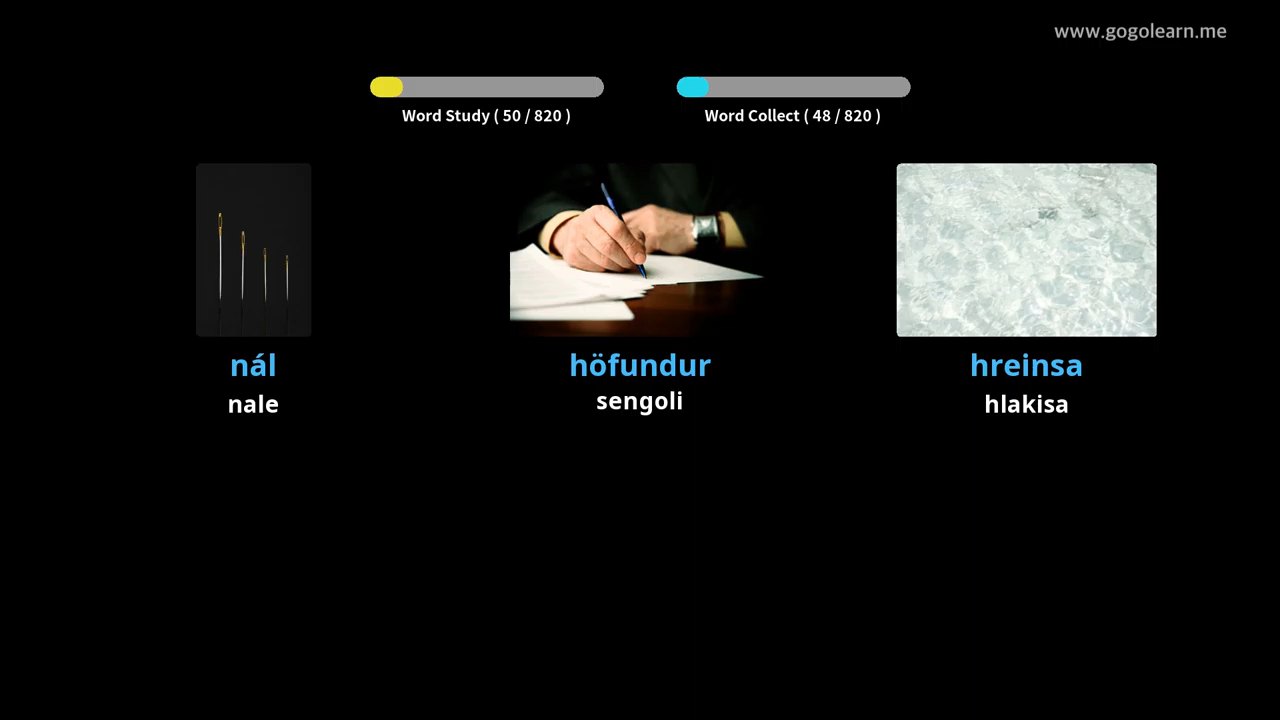 www.gogolearn.me
Word Study ( 50 / 820 )
Word Collect ( 48 / 820 )
nál
nale
höfundur
sengoli
hreinsa
hlakisa